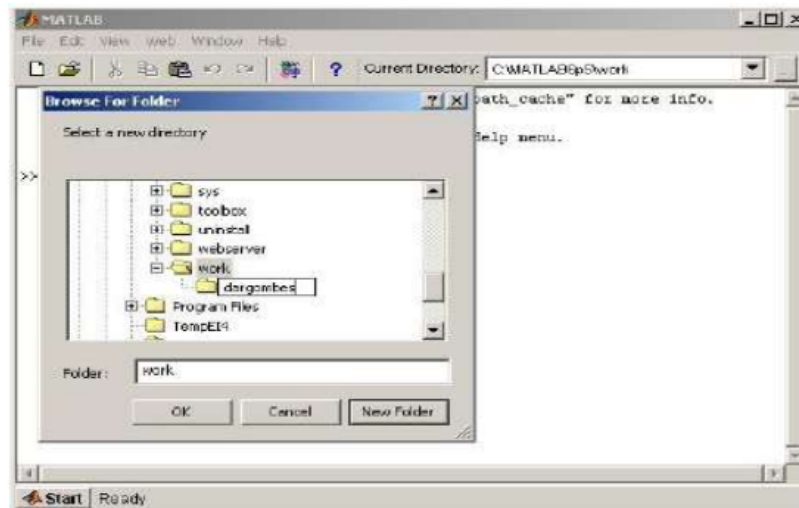 MATLAB
File Edit View Web Window Help
Current Directory: C:\MATLAB6p5\work
Browse For Folder
path_cache" for more info.
Select a new directory
Help menu.
>>
sys
toolbox
uninstall
webserver
work
dargombes
Program Files
TempEI4
Folder: work
OK Cancel New Folder
Start Ready